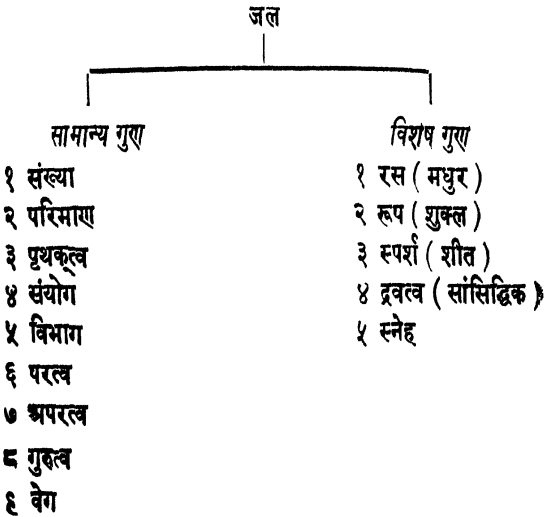 जल
सामान्य गुण
१ संख्या
२ परिमाण
३ पृथक्त्व
४ संयोग
५ विभाग
६ परत्व
७ अपरत्व
८ गुरुत्व
९ वेग
विशेष गुण
१ रस ( मधुर )
२ रूप ( शुक्ल )
३ स्पर्श ( शीत )
४ द्रवत्व ( सांसिद्धिक )
५ स्नेह